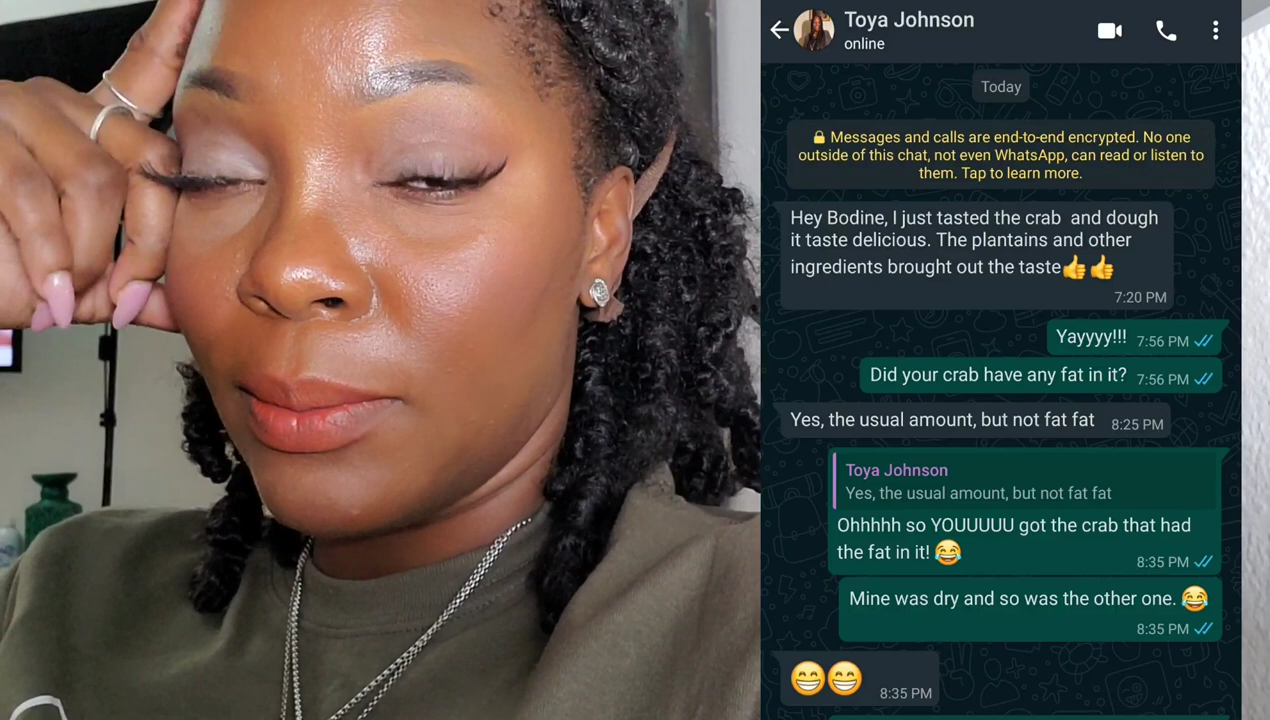 Toya Johnson
online
Today
🔒 Messages and calls are end-to-end encrypted. No one
outside of this chat, not even WhatsApp, can read or listen to
them. Tap to learn more.
Hey Bodine, I just tasted the crab and dough
it taste delicious. The plantains and other
ingredients brought out the taste👍👍
7:20 PM
Yayyyy!!! 7:56 PM
Did your crab have any fat in it? 7:56 PM
Yes, the usual amount, but not fat fat 8:25 PM
Toya Johnson
Yes, the usual amount, but not fat fat
Ohhhhh so YOUUUUU got the crab that had
the fat in it! 😂
8:35 PM
Mine was dry and so was the other one. 😂
8:35 PM
😁😁 8:35 PM